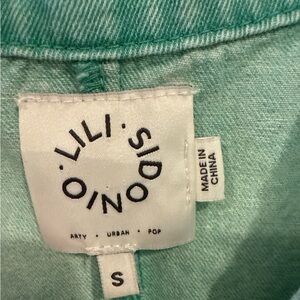 LILI · SIDONIO ·
ARTY · URBAN · POP
MADE IN
CHINA
S